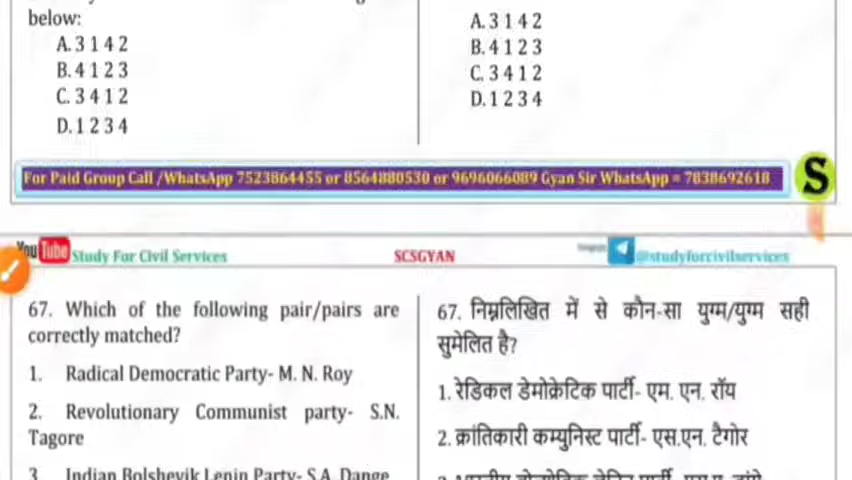 below:
A. 3 1 4 2
B. 4 1 2 3
C. 3 4 1 2
D. 1 2 3 4
A. 3 1 4 2
B. 4 1 2 3
C. 3 4 1 2
D. 1 2 3 4
For Paid Group Call /WhatsApp 7523864455 or 8564880530 or 9696066089 Gyan Sir WhatsApp = 7838692618
S
YouTube Study For Civil Services
SCSGYAN
@studyforcivilservices
67. Which of the following pair/pairs are
correctly matched?
1. Radical Democratic Party- M. N. Roy
2. Revolutionary Communist party- S.N.
Tagore
3. Indian Bolshevik Lenin Party- S.A. Dange
67. निम्नलिखित में से कौन-सा युग्म/युग्म सही
सुमेलित है?
1. रेडिकल डेमोक्रेटिक पार्टी- एम. एन. रॉय
2. क्रांतिकारी कम्युनिस्ट पार्टी- एस.एन. टैगोर